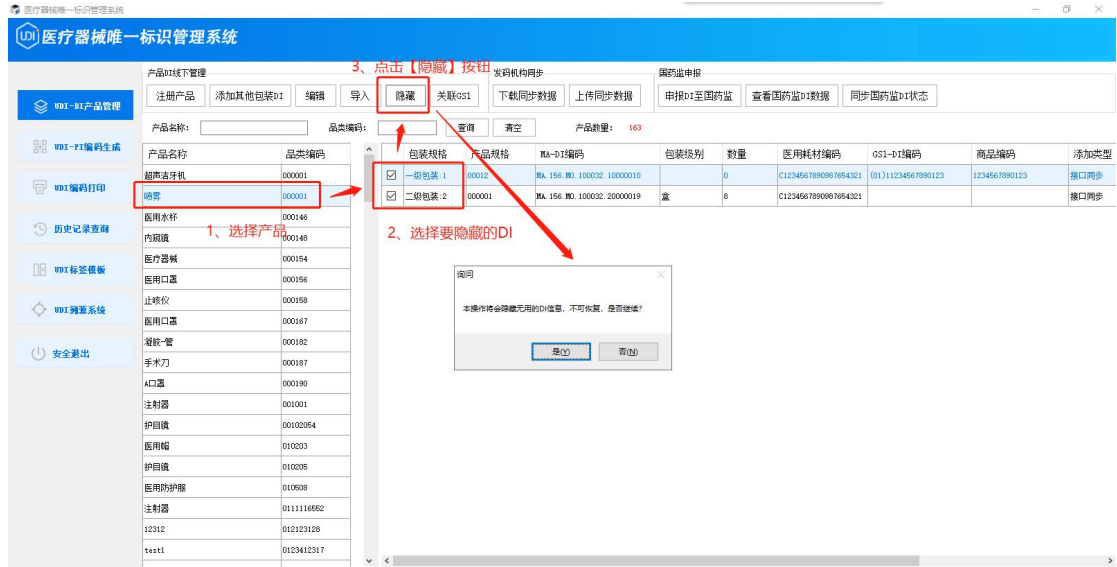 医疗器械唯一标识管理系统
UDI 医疗器械唯一标识管理系统
3、点击【隐藏】按钮
产品DI线下管理 发码机构同步 国药监申报
注册产品 添加其他包装DI 编辑 导入 隐藏 关联GS1 下载同步数据 上传同步数据 申报DI至国药监 查看国药监DI数据 同步国药监DI状态
产品名称: 品类编码: 查询 清空 产品数量: 163
UDI-DI产品管理
UDI-PI编码生成
UDI编码打印
历史记录查询
UDI标签模板
UDI溯源系统
安全退出
产品名称 品类编码
超声洁牙机 000001
喷雾 000001
医用水杯 000146
内窥镜 000148
医疗器械 000154
医用口罩 000156
止咳仪 000158
医用口罩 000167
凝胶-管 000182
手术刀 000187
A口罩 000190
注射器 001001
护目镜 00102054
医用帽 010203
护目镜 010205
医用防护服 010508
注射器 0111116552
12312 012123128
test1 0123412317
1、选择产品
包装规格 产品规格 MA-DI编码 包装级别 数量 医用耗材编码 GS1-DI编码 商品编码 添加类型
一级包装:1 00012 MA.156.M0.100032.10000010 0 C1234567890987654321 (01)11234567890123 1234567890123 接口同步
二级包装:2 000001 MA.156.M0.100032.20000019 盒 8 C1234567890987654321 接口同步
2、选择要隐藏的DI
询问
本操作将会隐藏无用的DI信息，不可恢复，是否继续?
是(Y) 否(N)